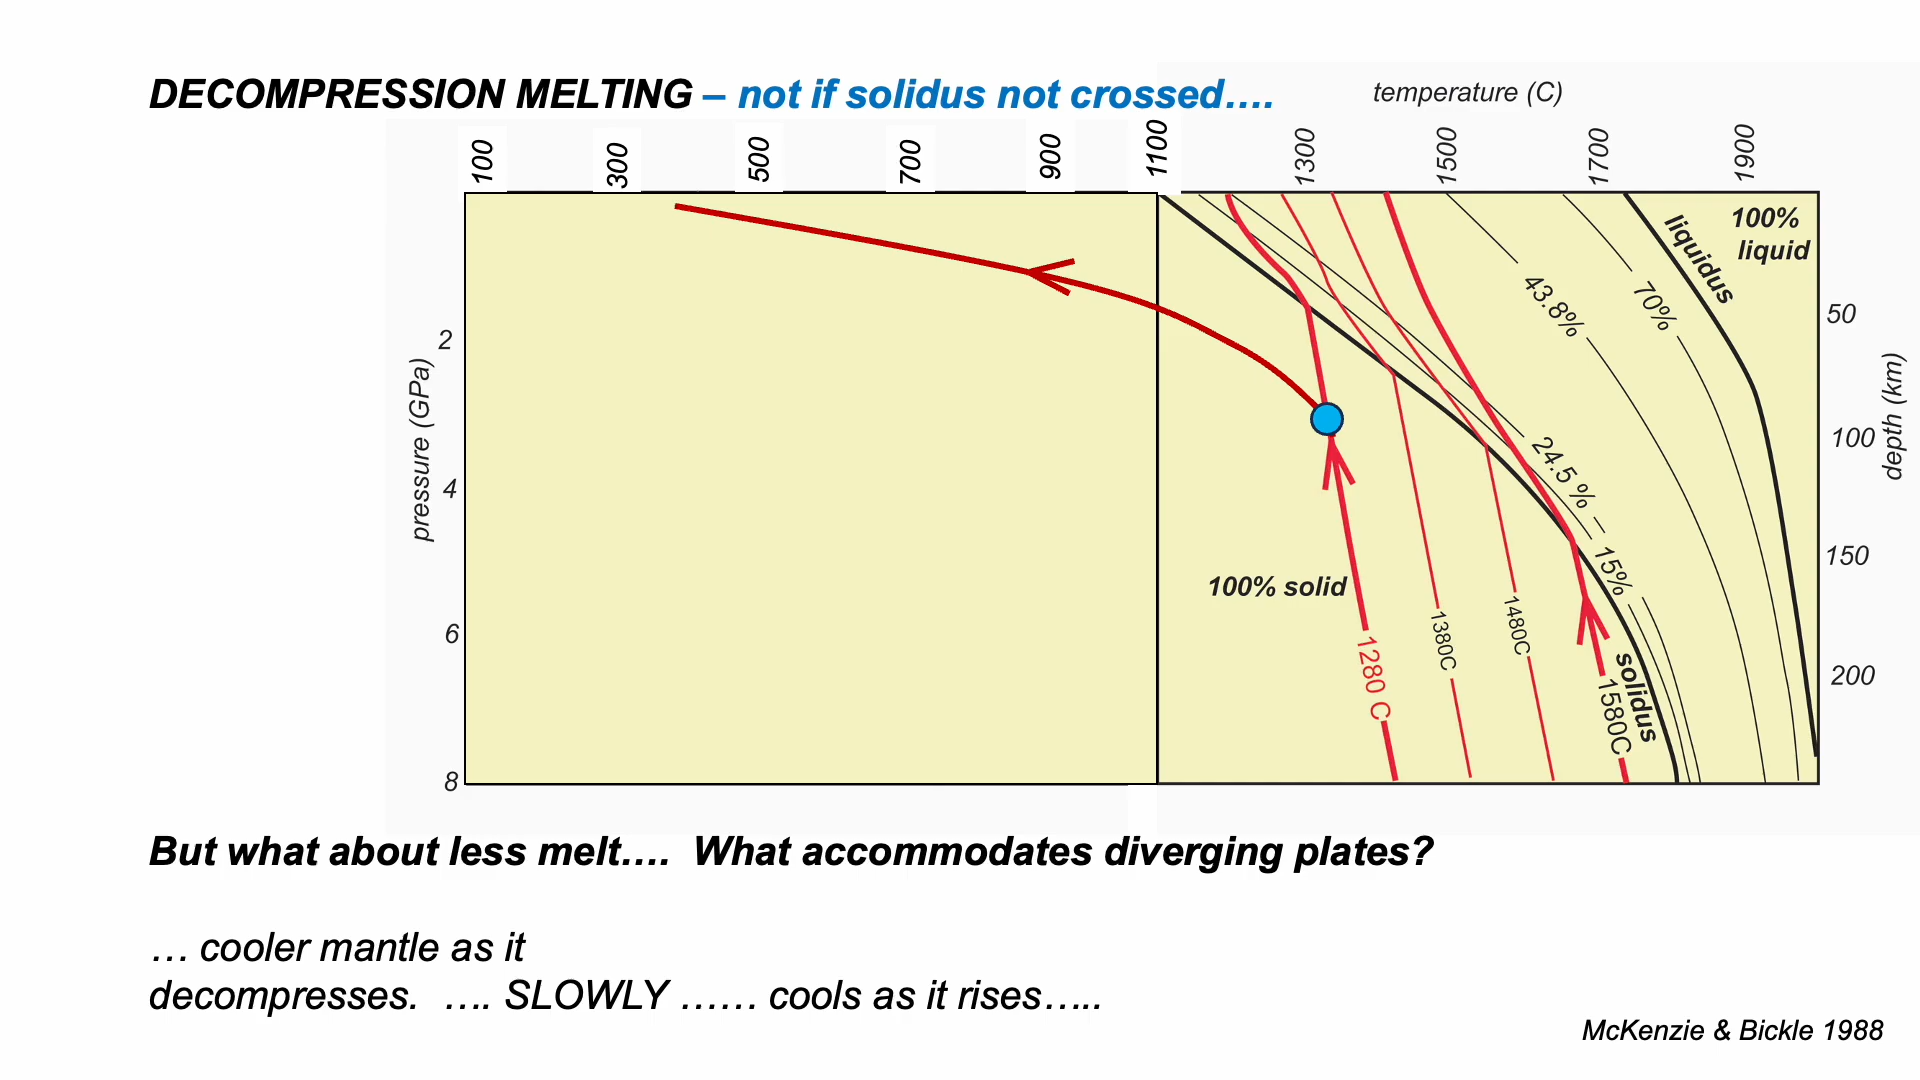 DECOMPRESSION MELTING – not if solidus not crossed….
temperature (C)
100
300
500
700
900
1100
1300
1500
1700
1900
100%
liquid
liquidus
43.8%
70%
50
2
pressure (GPa)
depth (km)
100
24.5 %
4
15%
150
100% solid
6
1280 C
1380C
1480C
1580C
solidus
200
8
But what about less melt…. What accommodates diverging plates?
… cooler mantle as it
decompresses. …. SLOWLY …… cools as it rises…..
McKenzie & Bickle 1988